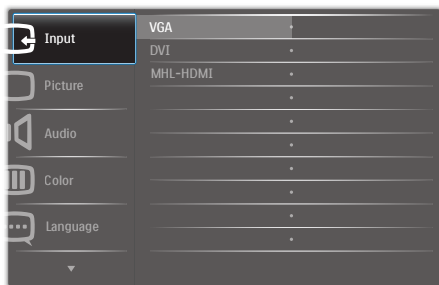 Input
Picture
Audio
Color
Language
VGA
DVI
MHL-HDMI